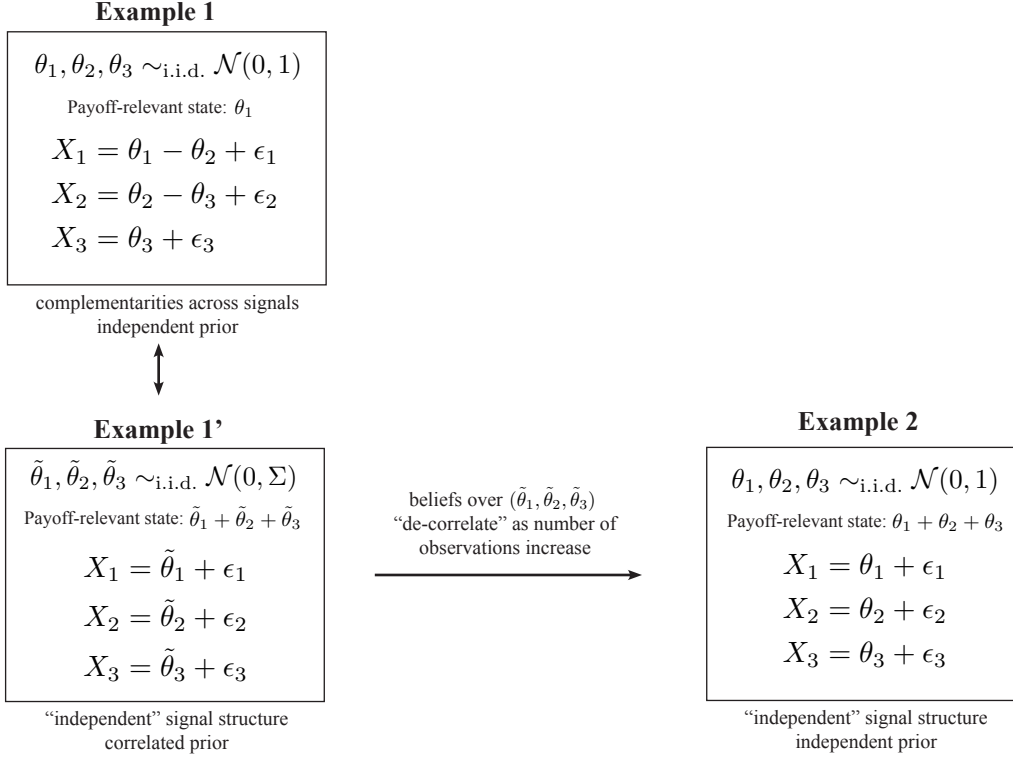 Example 1
θ₁, θ₂, θ₃ ∼i.i.d. 𝒩(0, 1)
Payoff-relevant state: θ₁
X₁ = θ₁ − θ₂ + ϵ₁
X₂ = θ₂ − θ₃ + ϵ₂
X₃ = θ₃ + ϵ₃
complementarities across signals
independent prior
Example 1’
θ̃₁, θ̃₂, θ̃₃ ∼i.i.d. 𝒩(0, Σ)
Payoff-relevant state: θ̃₁ + θ̃₂ + θ̃₃
X₁ = θ̃₁ + ϵ₁
X₂ = θ̃₂ + ϵ₂
X₃ = θ̃₃ + ϵ₃
“independent” signal structure
correlated prior
beliefs over (θ̃₁, θ̃₂, θ̃₃)
“de-correlate” as number of
observations increase
Example 2
θ₁, θ₂, θ₃ ∼i.i.d. 𝒩(0, 1)
Payoff-relevant state: θ₁ + θ₂ + θ₃
X₁ = θ₁ + ϵ₁
X₂ = θ₂ + ϵ₂
X₃ = θ₃ + ϵ₃
“independent” signal structure
independent prior